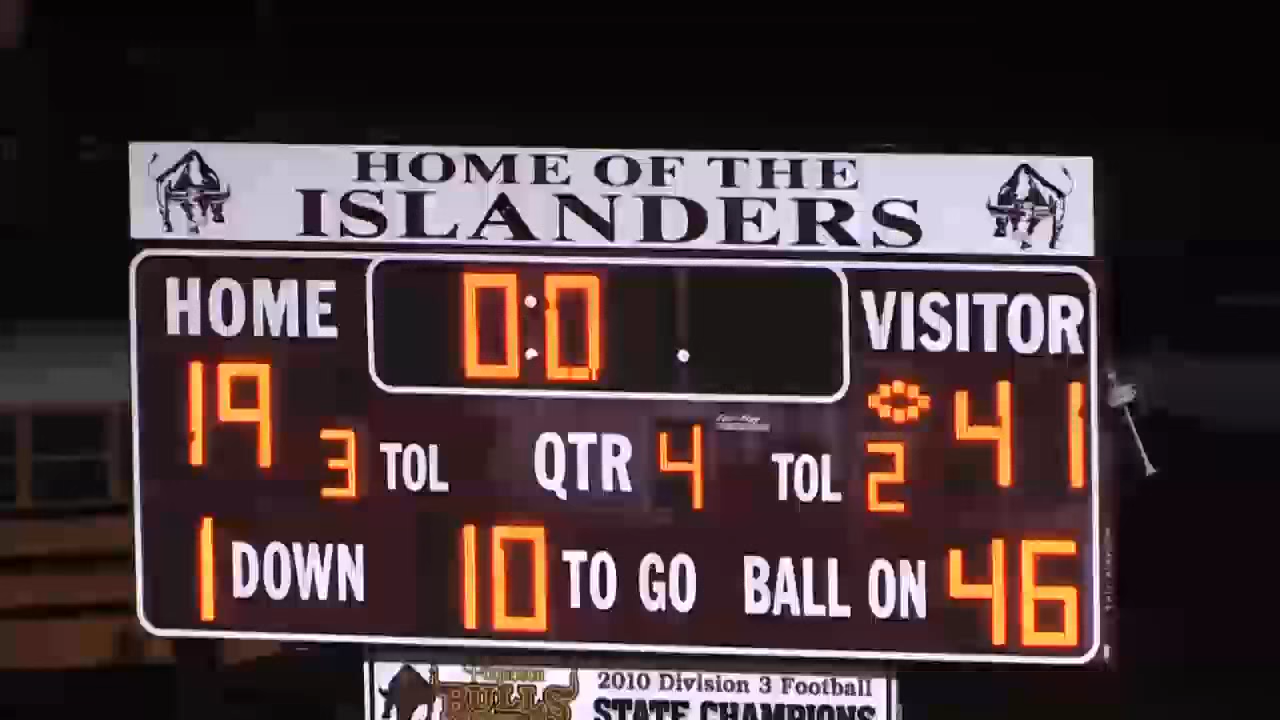 HOME OF THE
ISLANDERS
HOME 0:0 . VISITOR
19 3 TOL QTR 4 TOL 2 41
1 DOWN 10 TO GO BALL ON 46
BULLS
2010 Division 3 Football
STATE CHAMPIONS